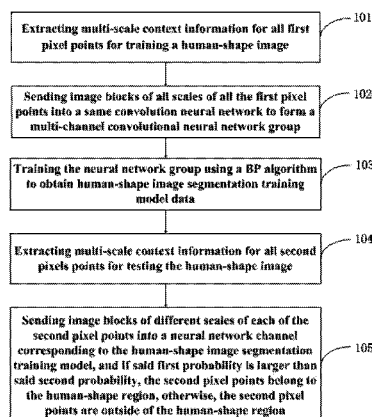 Extracting multi-scale context information for all first
pixel points for training a human-shape image
101
Sending image blocks of all scales of all the first pixel
points into a same convolution neural network to form a
multi-channel convolutional neural network group
102
Training the neural network group using a BP algorithm
to obtain human-shape image segmentation training
model data
103
Extracting multi-scale context information for all second
pixels points for testing the human-shape image
104
Sending image blocks of different scales of each of the
second pixel points into a neural network channel
corresponding to the human-shape image segmentation
training model, and if said first probability is larger than
said second probability, the second pixel points belong to
the human-shape region, otherwise, the second pixel
points are outside of the human-shape region
105